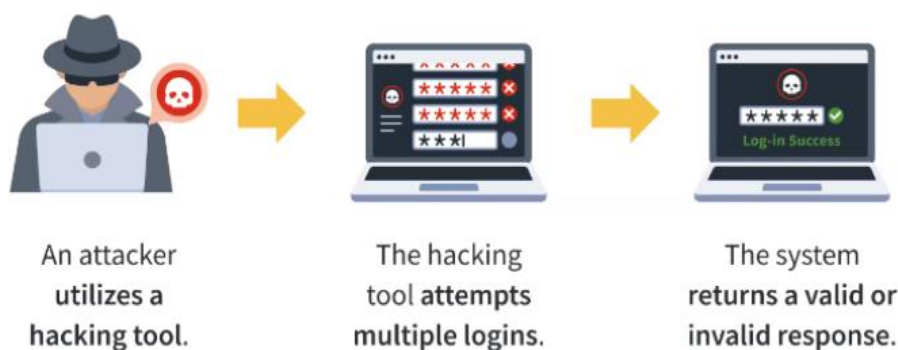 *****
*****
*****
***
*****
Log-in Success
An attacker
utilizes a
hacking tool.
The hacking
tool attempts
multiple logins.
The system
returns a valid or
invalid response.